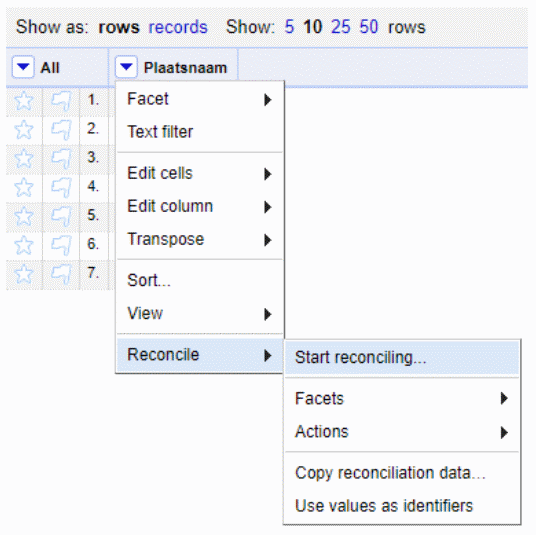 Show as: rows records Show: 5 10 25 50 rows
All Plaatsnaam
1.
2.
3.
4.
5.
6.
7.
Facet
Text filter
Edit cells
Edit column
Transpose
Sort...
View
Reconcile
Start reconciling...
Facets
Actions
Copy reconciliation data...
Use values as identifiers